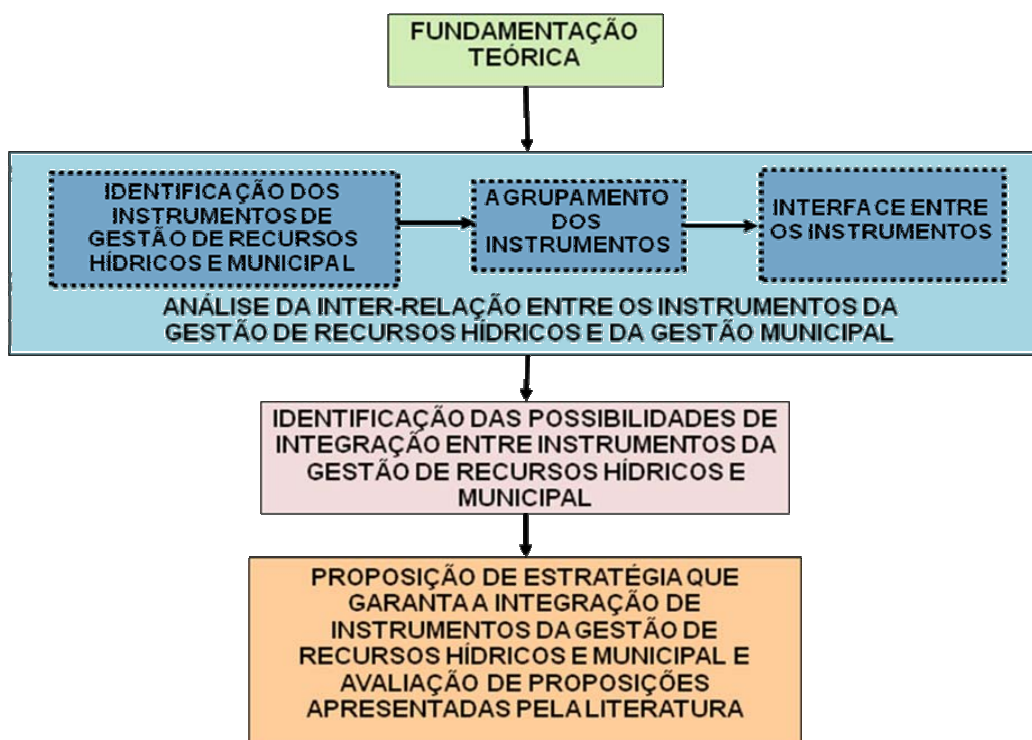 FUNDAMENTAÇÃO
TEÓRICA
IDENTIFICAÇÃO DOS
INSTRUMENTOS DE
GESTÃO DE RECURSOS
HÍDRICOS E MUNICIPAL
AGRUPAMENTO
DOS
INSTRUMENTOS
INTERFACE ENTRE
OS INSTRUMENTOS
ANÁLISE DA INTER-RELAÇÃO ENTRE OS INSTRUMENTOS DA
GESTÃO DE RECURSOS HÍDRICOS E DA GESTÃO MUNICIPAL
IDENTIFICAÇÃO DAS POSSIBILIDADES DE
INTEGRAÇÃO ENTRE INSTRUMENTOS DA
GESTÃO DE RECURSOS HÍDRICOS E
MUNICIPAL
PROPOSIÇÃO DE ESTRATÉGIA QUE
GARANTA A INTEGRAÇÃO DE
INSTRUMENTOS DA GESTÃO DE
RECURSOS HÍDRICOS E MUNICIPAL E
AVALIAÇÃO DE PROPOSIÇÕES
APRESENTADAS PELA LITERATURA